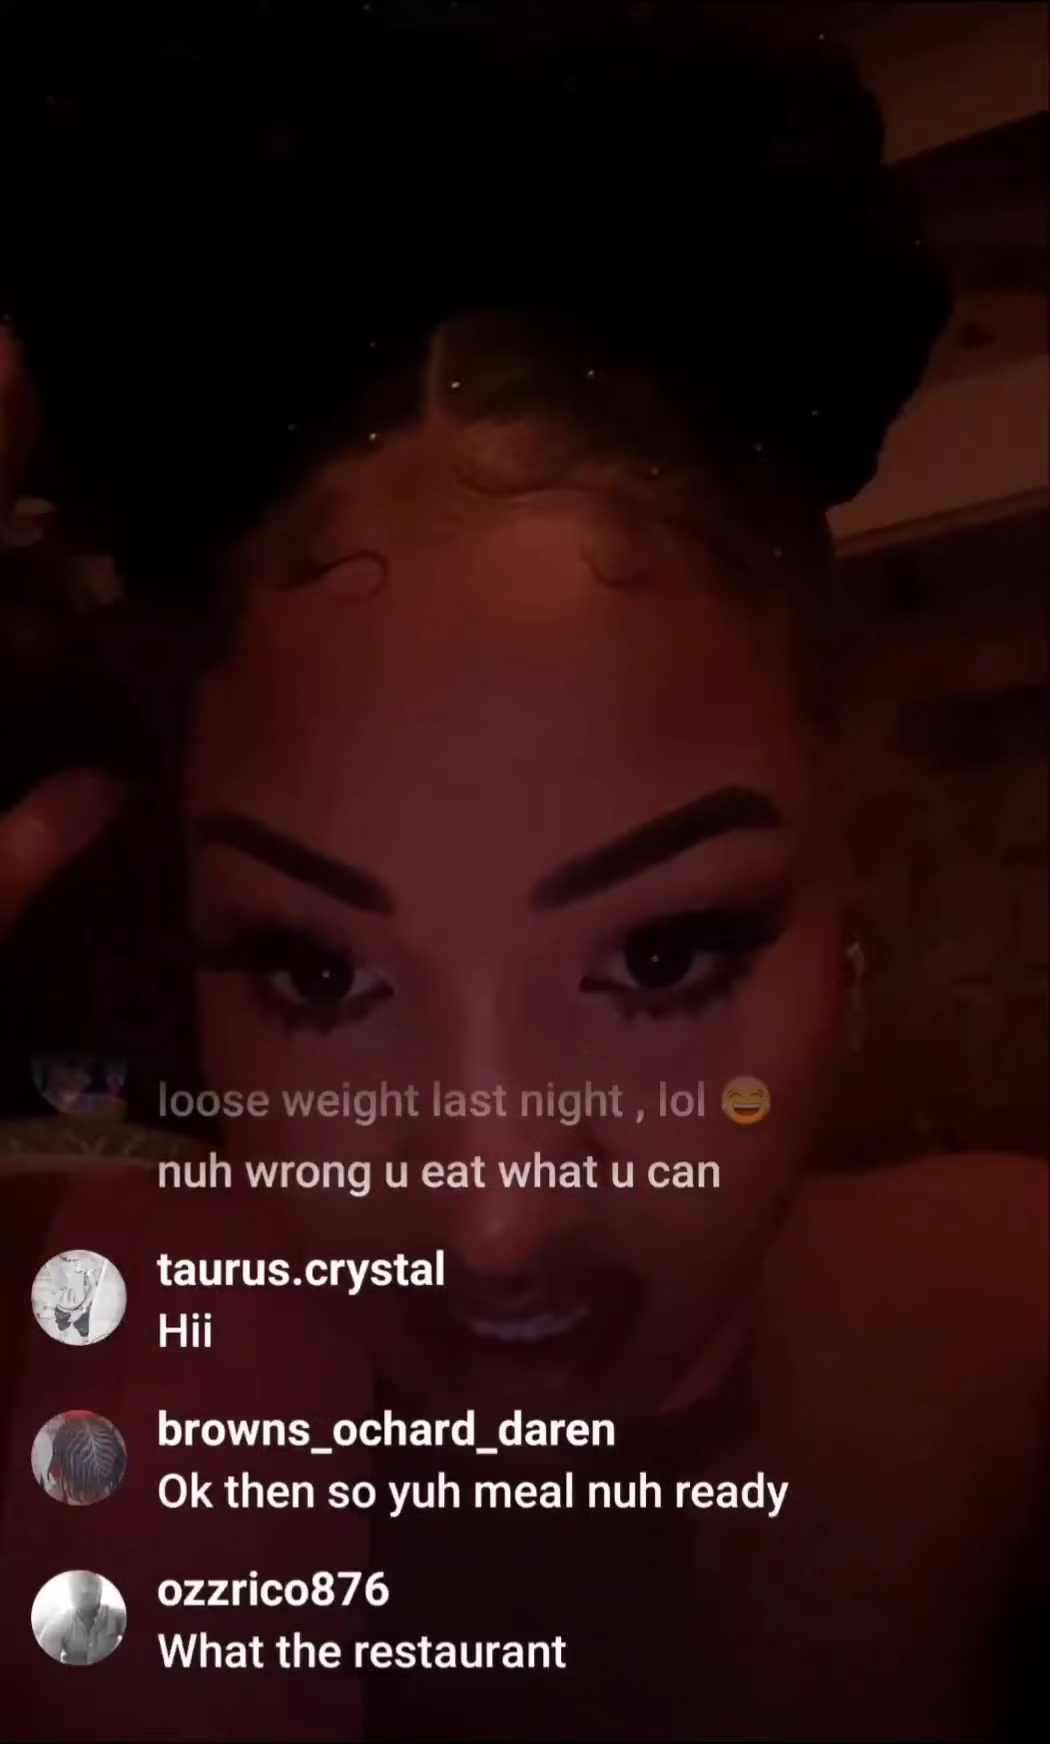 loose weight last night , lol 😂
nuh wrong u eat what u can
taurus.crystal
Hii
browns_ochard_daren
Ok then so yuh meal nuh ready
ozzrico876
What the restaurant